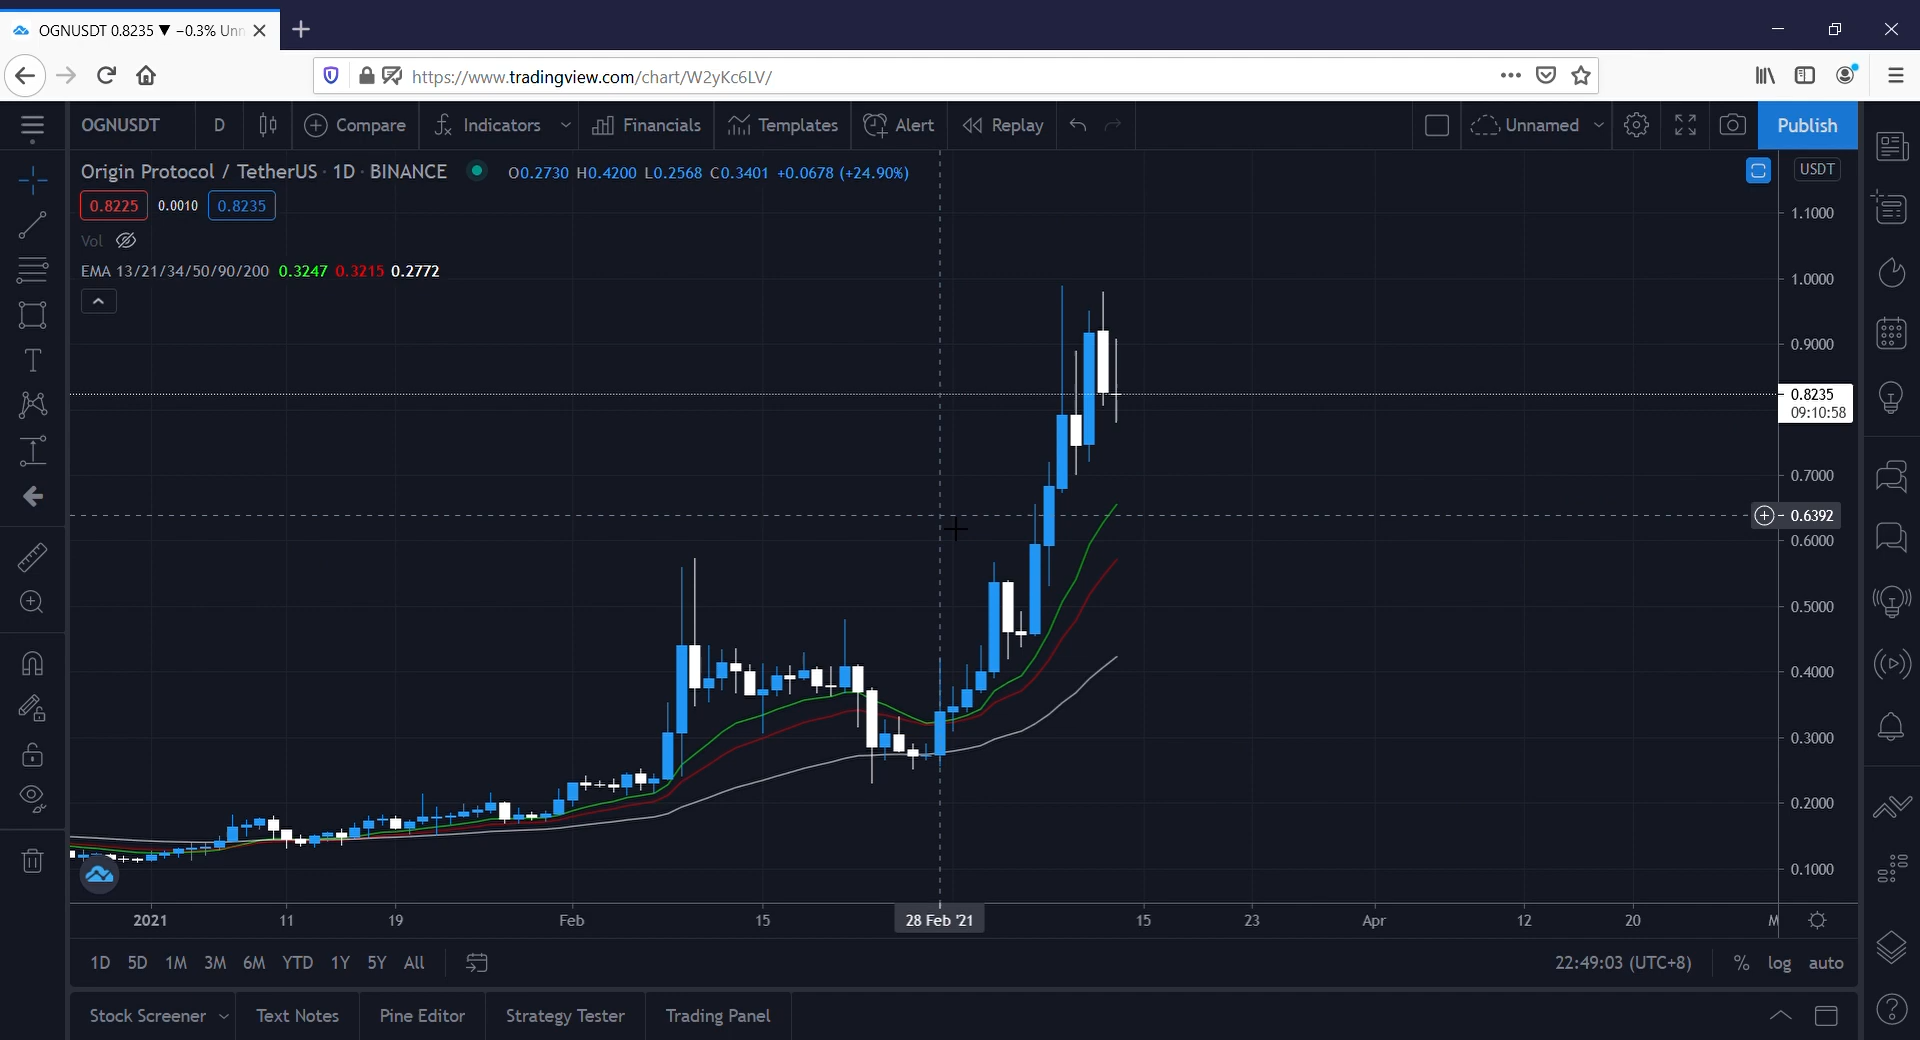 OGNUSDT 0.8235 ▼ −0.3% Unn
https://www.tradingview.com/chart/W2yKc6LV/
OGNUSDT D Compare Indicators Financials Templates Alert Replay Unnamed Publish
Origin Protocol / TetherUS · 1D · BINANCE O0.2730 H0.4200 L0.2568 C0.3401 +0.0678 (+24.90%)
USDT
0.8225 0.0010 0.8235
Vol
EMA 13/21/34/50/90/200 0.3247 0.3215 0.2772
1.1000
1.0000
0.9000
0.8235
09:10:58
0.7000
0.6392
0.6000
0.5000
0.4000
0.3000
0.2000
0.1000
2021 11 19 Feb 15 28 Feb '21 15 23 Apr 12 20 M
1D 5D 1M 3M 6M YTD 1Y 5Y All 22:49:03 (UTC+8) % log auto
Stock Screener Text Notes Pine Editor Strategy Tester Trading Panel